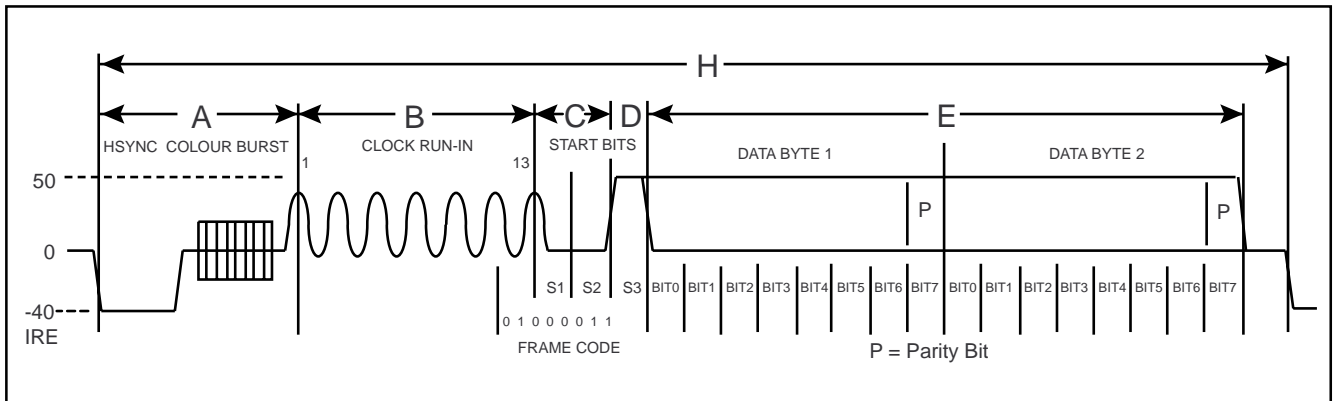 H
A B C D E
HSYNC COLOUR BURST CLOCK RUN-IN START BITS DATA BYTE 1 DATA BYTE 2
1 13
50
P P
0
S1 S2 S3 BIT0 BIT1 BIT2 BIT3 BIT4 BIT5 BIT6 BIT7 BIT0 BIT1 BIT2 BIT3 BIT4 BIT5 BIT6 BIT7
-40
0 1 0 0 0 0 1 1
IRE
FRAME CODE
P = Parity Bit